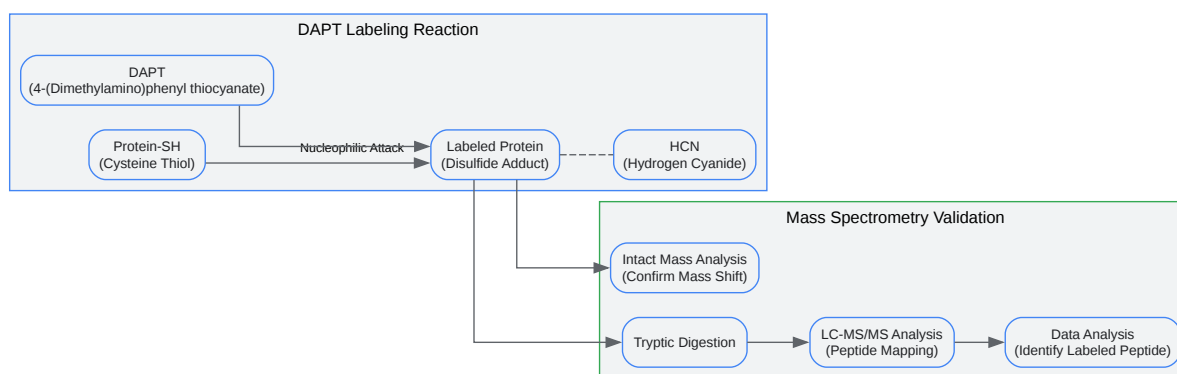 DAPT Labeling Reaction
DAPT
(4-(Dimethylamino)phenyl thiocyanate)
Nucleophilic Attack
Protein-SH
(Cysteine Thiol)
Labeled Protein
(Disulfide Adduct)
HCN
(Hydrogen Cyanide)
Mass Spectrometry Validation
Intact Mass Analysis
(Confirm Mass Shift)
Tryptic Digestion
LC-MS/MS Analysis
(Peptide Mapping)
Data Analysis
(Identify Labeled Peptide)